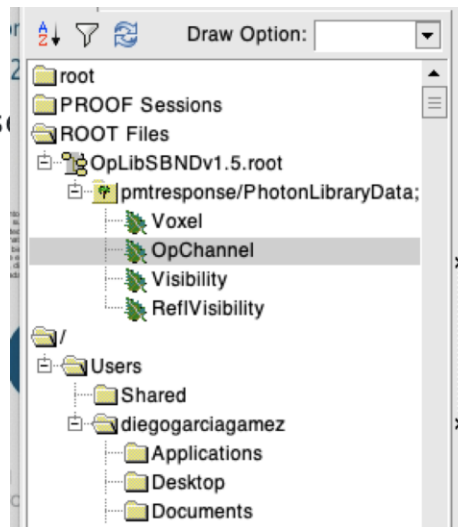 Draw Option:
root
PROOF Sessions
ROOT Files
OpLibSBNDv1.5.root
pmtresponse/PhotonLibraryData;
Voxel
OpChannel
Visibility
ReflVisibility
/
Users
Shared
diegogarciagamez
Applications
Desktop
Documents